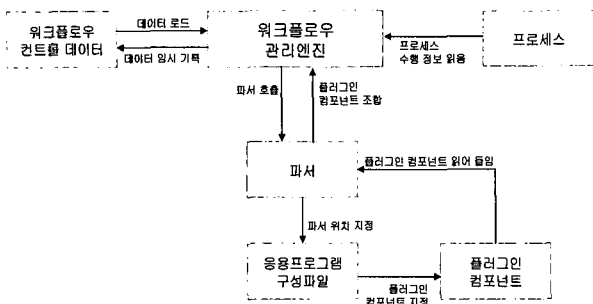 워크플로우
컨트롤 데이터
데이터 로드
데이터 임시 기록
워크플로우
관리엔진
프로세스
수행 정보 읽음
프로세스
파서 호출
플러그인
컴포넌트 조합
파서
플러그인 컴포넌트 읽어 들임
파서 위치 지정
응용프로그램
구성파일
플러그인
컴포넌트 지정
플러그인
컴포넌트